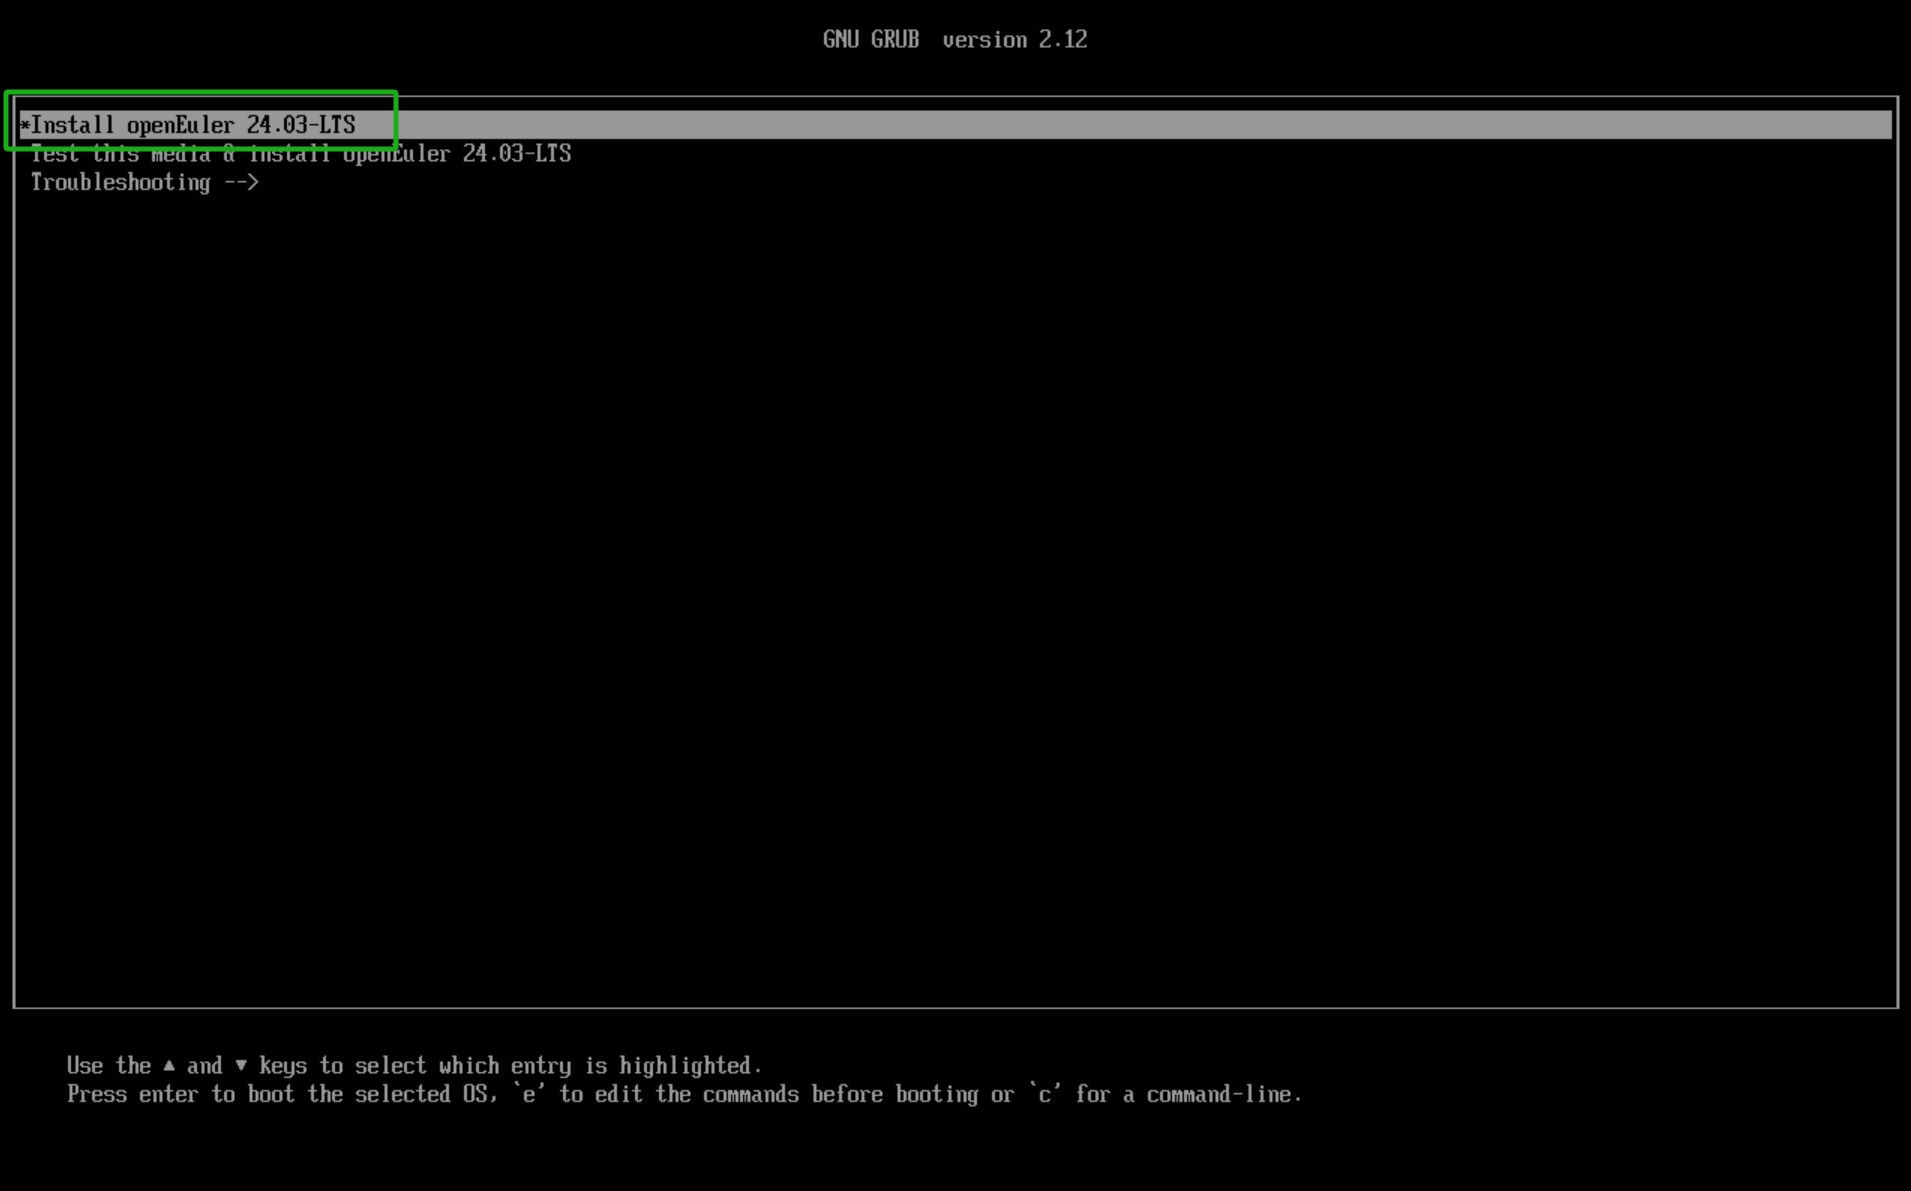 GNU GRUB  version 2.12
*Install openEuler 24.03-LTS
Test this media & install openEuler 24.03-LTS
Troubleshooting -->
Use the ▲ and ▼ keys to select which entry is highlighted.
Press enter to boot the selected OS, `e' to edit the commands before booting or `c' for a command-line.